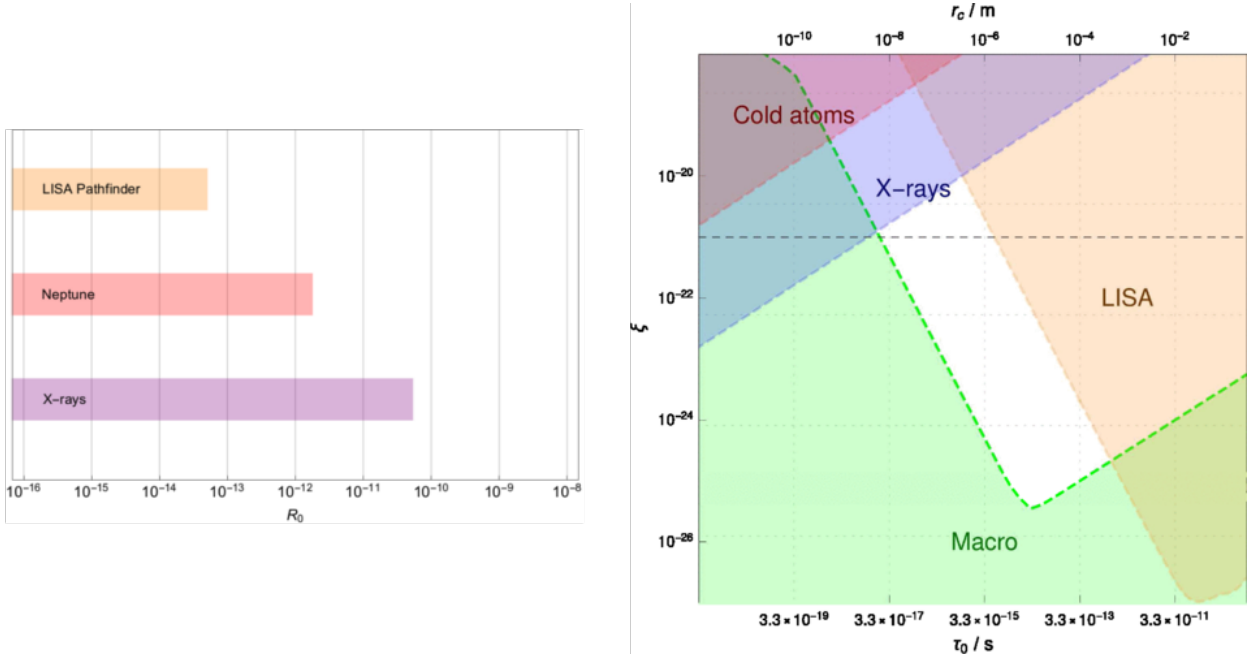 LISA Pathfinder
Neptune
X-rays
10⁻¹⁶ 10⁻¹⁵ 10⁻¹⁴ 10⁻¹³ 10⁻¹² 10⁻¹¹ 10⁻¹⁰ 10⁻⁹ 10⁻⁸
R₀
r_c / m
10⁻¹⁰ 10⁻⁸ 10⁻⁶ 10⁻⁴ 10⁻²
Cold atoms
10⁻²⁰
X-rays
10⁻²²
LISA
ξ
10⁻²⁴
10⁻²⁶
Macro
3.3×10⁻¹⁹ 3.3×10⁻¹⁷ 3.3×10⁻¹⁵ 3.3×10⁻¹³ 3.3×10⁻¹¹
τ₀ / s